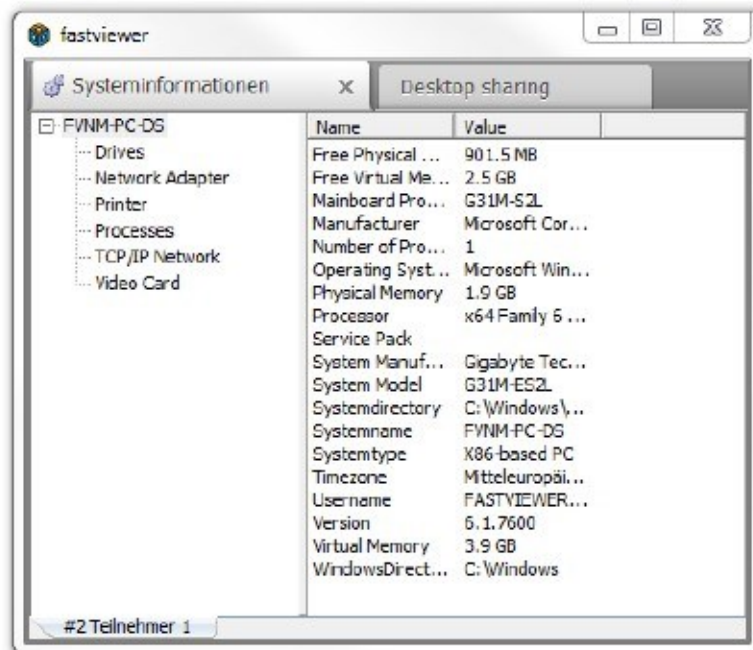 fastviewer
Systeminformationen
Desktop sharing
FVNM-PC-DS
Drives
Network Adapter
Printer
Processes
TCP/IP Network
Video Card
Name Value
Free Physical ... 901.5 MB
Free Virtual Me... 2.5 GB
Mainboard Pro... G31M-S2L
Manufacturer Microsoft Cor...
Number of Pro... 1
Operating Syst... Microsoft Win...
Physical Memory 1.9 GB
Processor x64 Family 6 ...
Service Pack
System Manuf... Gigabyte Tec...
System Model G31M-ES2L
Systemdirectory C:\Windows\...
Systemname FVNM-PC-DS
Systemtype X86-based PC
Timezone Mitteleuropäi...
Username FASTVIEWER...
Version 6.1.7600
Virtual Memory 3.9 GB
WindowsDirect... C:\Windows
#2 Teilnehmer 1